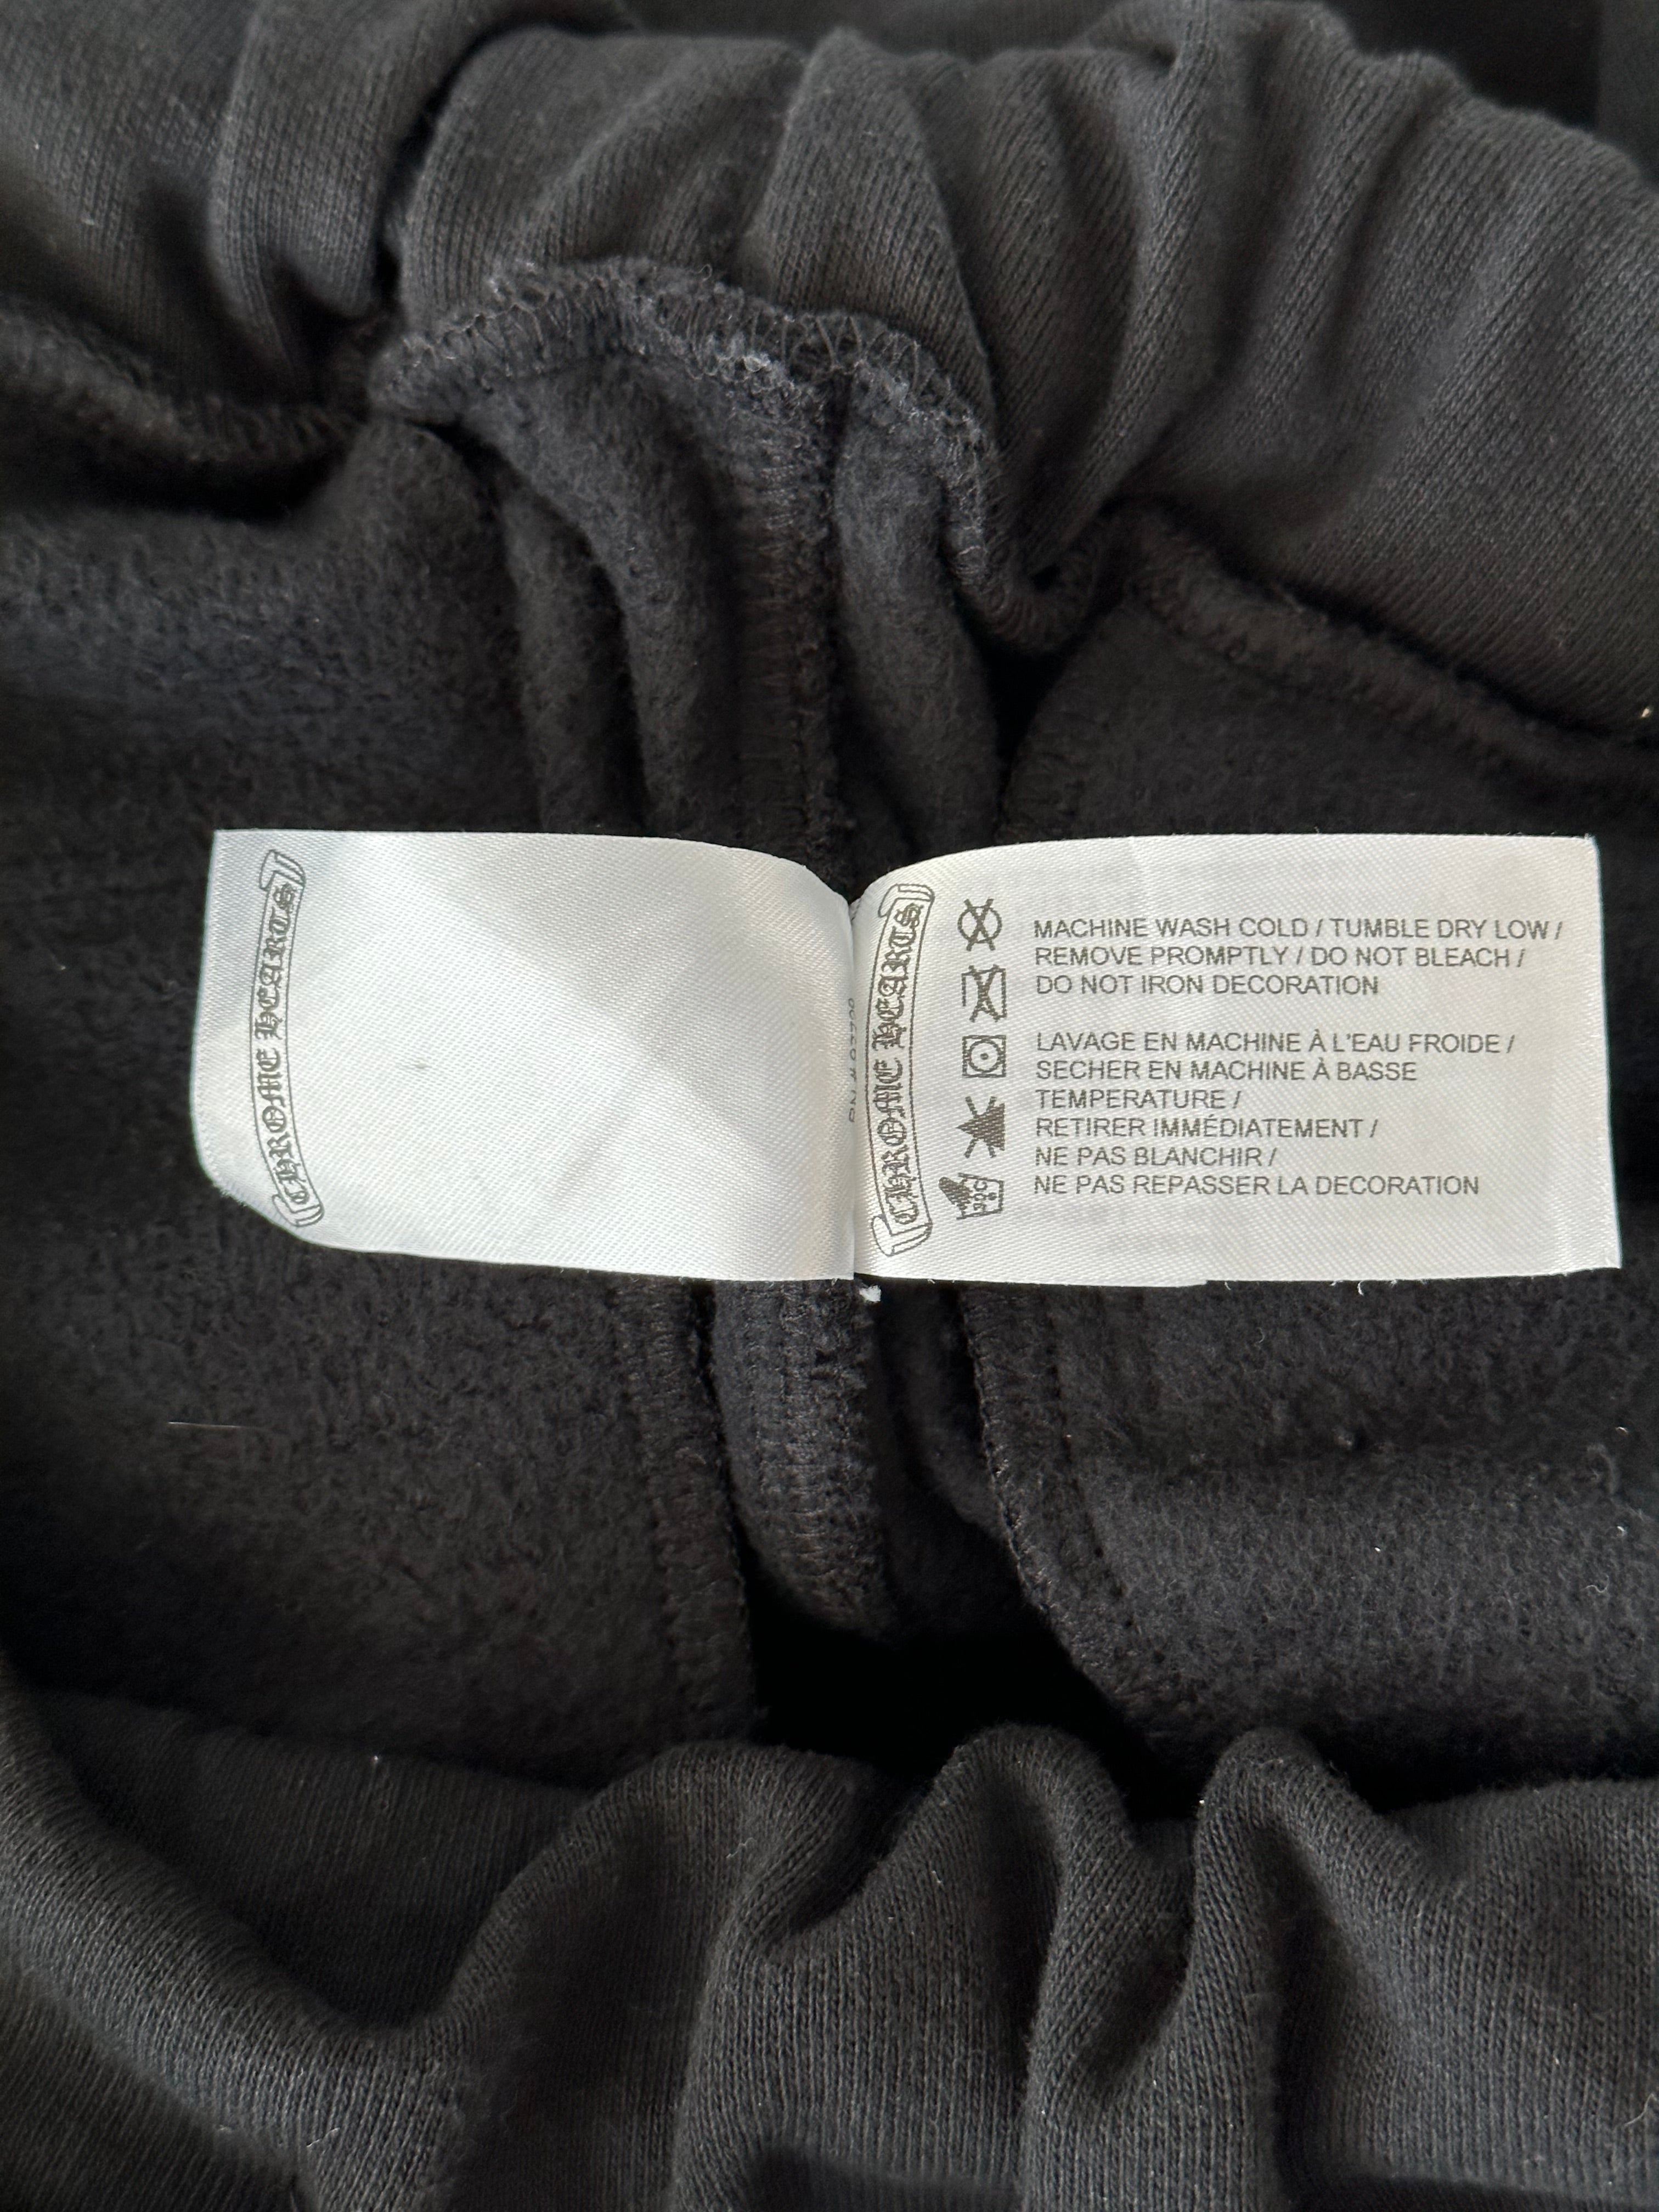 CHROME HEARTS
CHROME HEARTS
MACHINE WASH COLD / TUMBLE DRY LOW /
REMOVE PROMPTLY / DO NOT BLEACH /
DO NOT IRON DECORATION
LAVAGE EN MACHINE À L'EAU FROIDE /
SECHER EN MACHINE À BASSE
TEMPERATURE /
RETIRER IMMÉDIATEMENT /
NE PAS BLANCHIR /
NE PAS REPASSER LA DECORATION